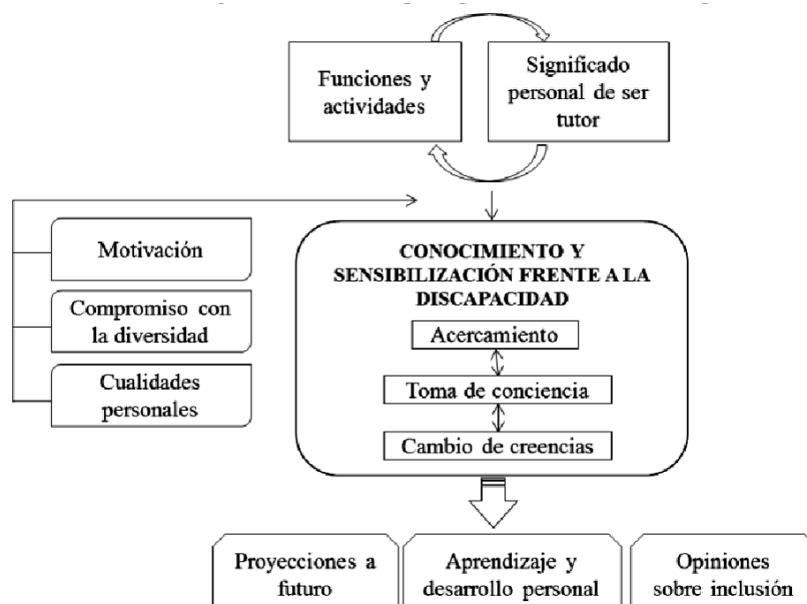 Funciones y
actividades
Significado
personal de ser
tutor
Motivación
Compromiso con
la diversidad
Cualidades
personales
CONOCIMIENTO Y
SENSIBILIZACIÓN FRENTE A LA
DISCAPACIDAD
Acercamiento
Toma de conciencia
Cambio de creencias
Proyecciones a
futuro
Aprendizaje y
desarrollo personal
Opiniones
sobre inclusión